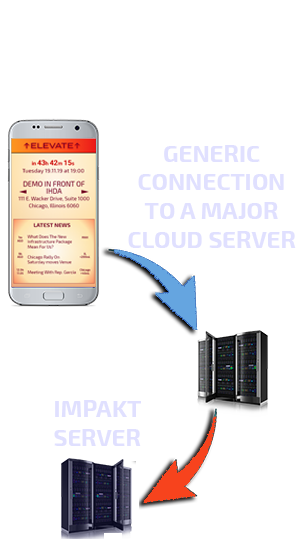 ↑ELEVATE↑
in 43h 42m 15s
Tuesday 19.11.19 at 19:00
DEMO IN FRONT OF
IHDA
111 E. Wacker Drive, Suite 1000
Chicago, Illinois 6060
LATEST NEWS
What Does The New
Infrastructure Package
Mean For Us?
Chicago Rally On
Saturday moves Venue
Meeting With Rep. Garcia
GENERIC
CONNECTION
TO A MAJOR
CLOUD SERVER
IMPAKT
SERVER